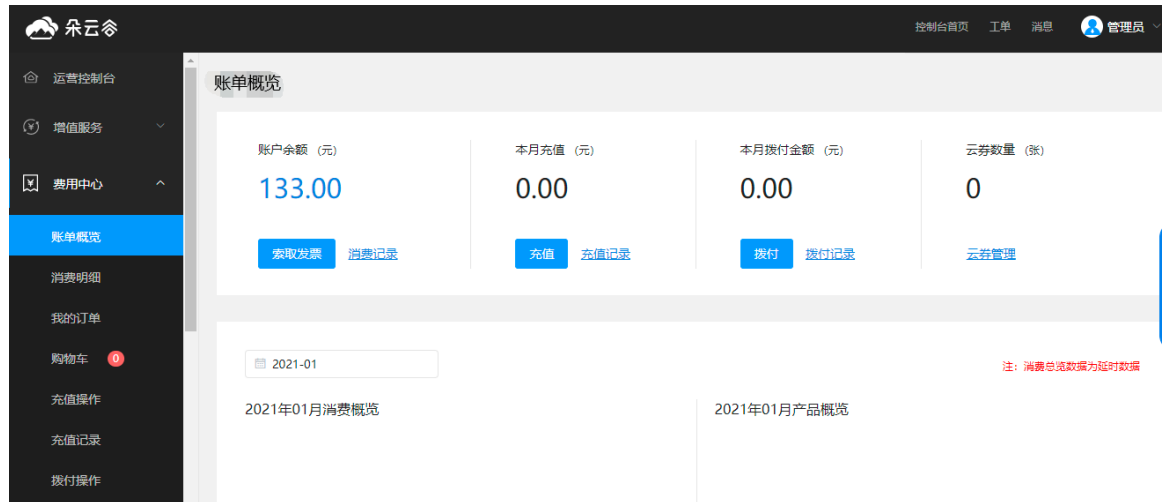 朵云谷
控制台首页 工单 消息 管理员
运营控制台
增值服务
费用中心
账单概览
消费明细
我的订单
购物车 0
充值操作
充值记录
拨付操作
账单概览
账户余额 (元)
133.00
索取发票 消费记录
本月充值 (元)
0.00
充值 充值记录
本月拨付金额 (元)
0.00
拨付 拨付记录
云券数量 (张)
0
云券管理
2021-01
注：消费总览数据为延时数据
2021年01月消费概览
2021年01月产品概览